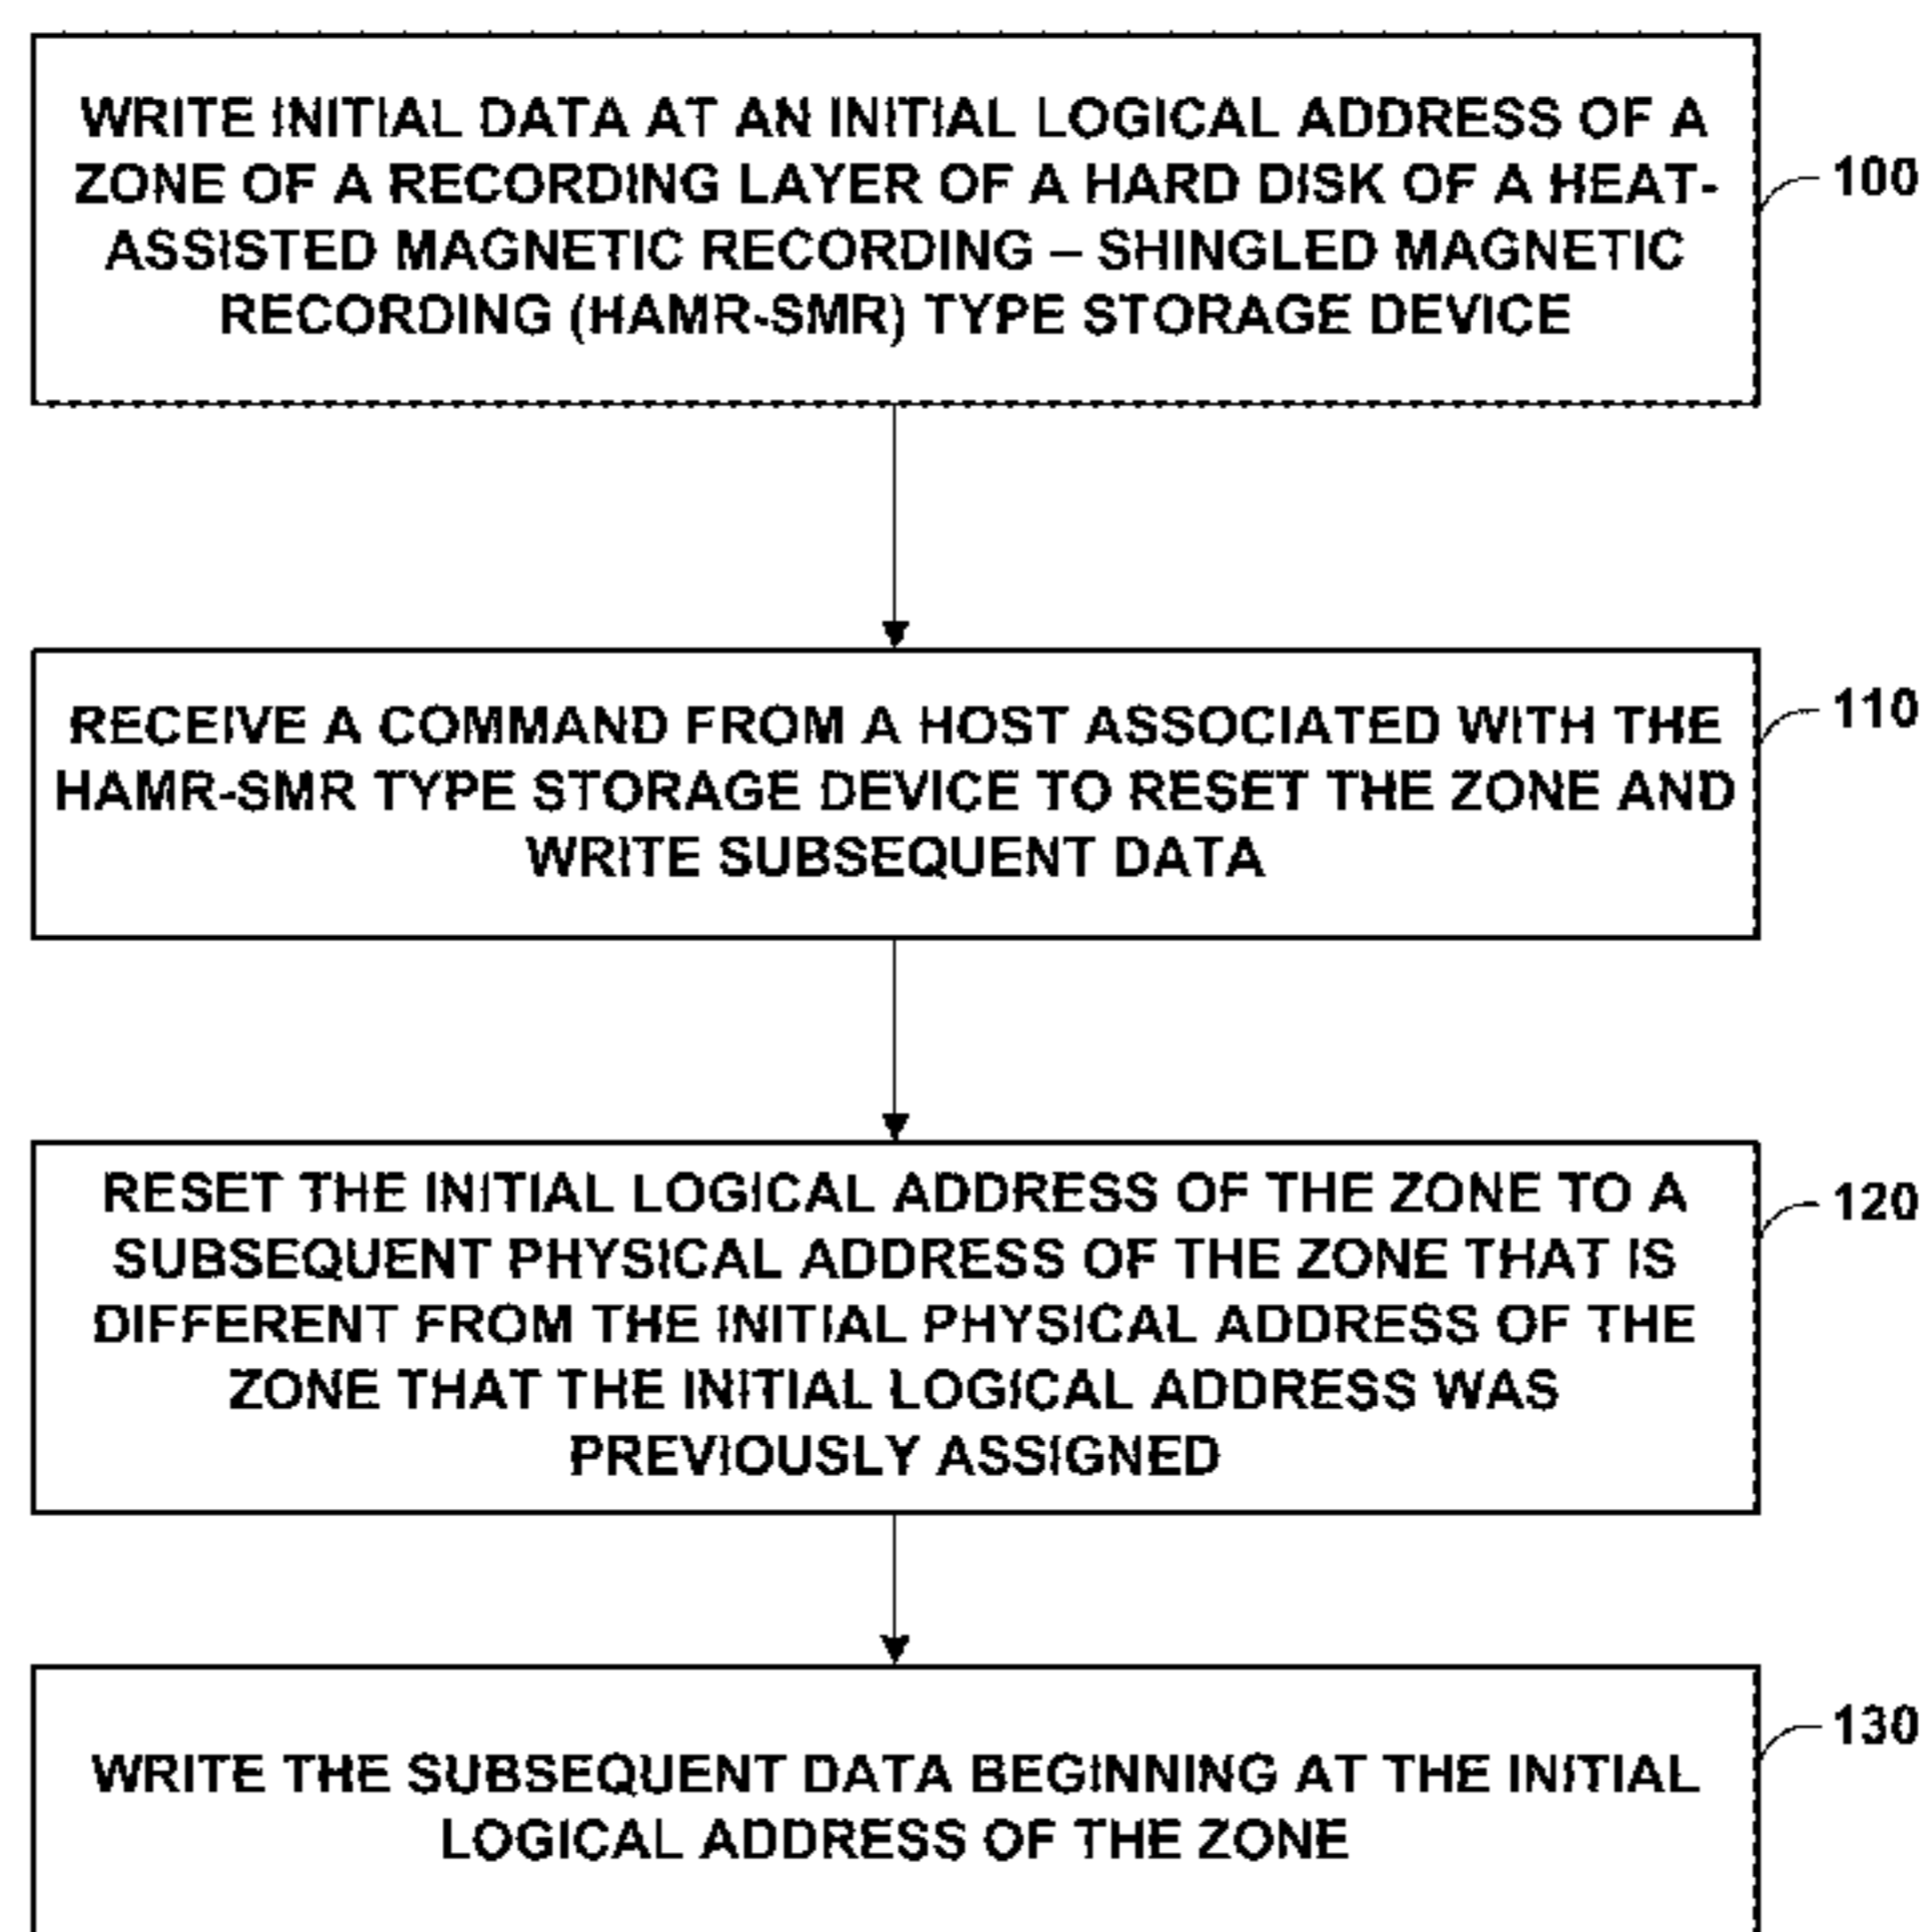 WRITE INITIAL DATA AT AN INITIAL LOGICAL ADDRESS OF A
ZONE OF A RECORDING LAYER OF A HARD DISK OF A HEAT-
ASSISTED MAGNETIC RECORDING – SHINGLED MAGNETIC
RECORDING (HAMR-SMR) TYPE STORAGE DEVICE
100
RECEIVE A COMMAND FROM A HOST ASSOCIATED WITH THE
HAMR-SMR TYPE STORAGE DEVICE TO RESET THE ZONE AND
WRITE SUBSEQUENT DATA
110
RESET THE INITIAL LOGICAL ADDRESS OF THE ZONE TO A
SUBSEQUENT PHYSICAL ADDRESS OF THE ZONE THAT IS
DIFFERENT FROM THE INITIAL PHYSICAL ADDRESS OF THE
ZONE THAT THE INITIAL LOGICAL ADDRESS WAS
PREVIOUSLY ASSIGNED
120
WRITE THE SUBSEQUENT DATA BEGINNING AT THE INITIAL
LOGICAL ADDRESS OF THE ZONE
130